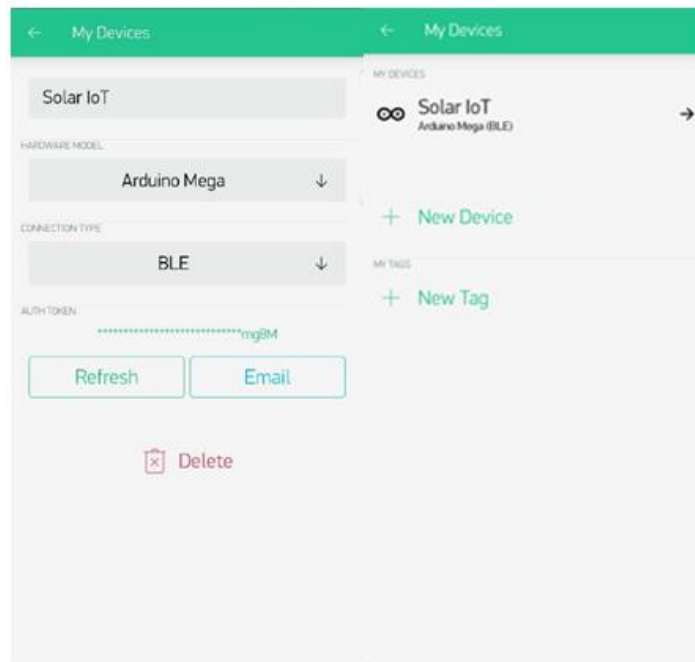 My Devices
Solar IoT
HARDWARE MODEL
Arduino Mega
CONNECTION TYPE
BLE
AUTH TOKEN
****************************mg8M
Refresh
Email
Delete
My Devices
MY DEVICES
Solar IoT
Arduino Mega (BLE)
New Device
MY TAGS
New Tag